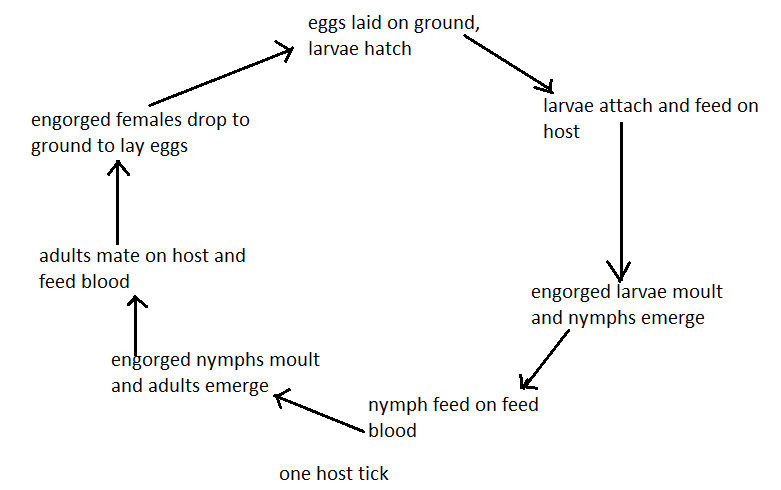 eggs laid on ground,
larvae hatch
larvae attach and feed on
host
engorged larvae moult
and nymphs emerge
nymph feed on feed
blood
engorged nymphs moult
and adults emerge
adults mate on host and
feed blood
engorged females drop to
ground to lay eggs
one host tick